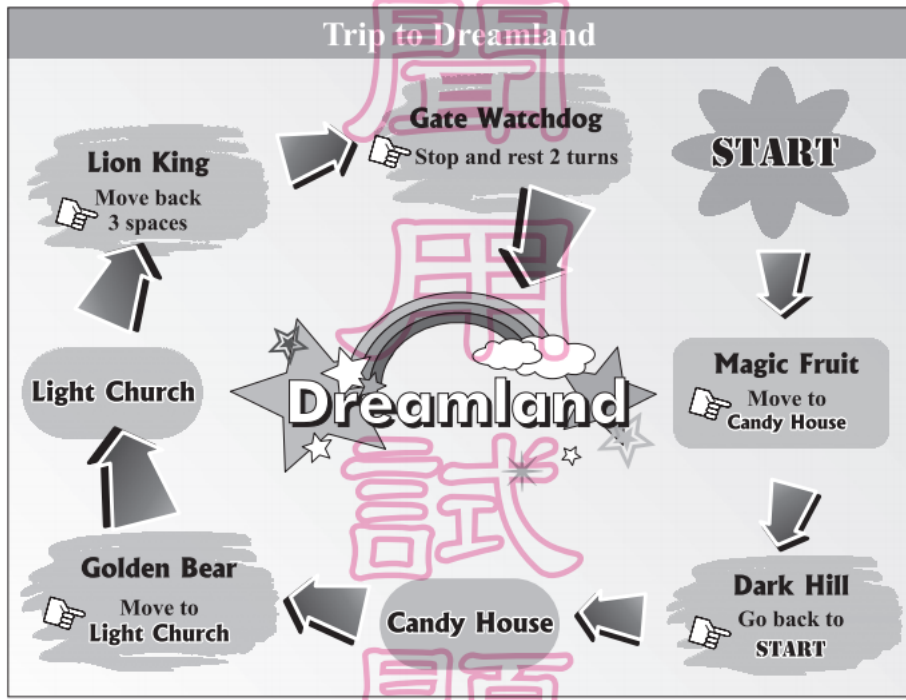 Trip to Dreamland
START
Magic Fruit
Move to
Candy House
Dark Hill
Go back to
START
Candy House
Golden Bear
Move to
Light Church
Light Church
Lion King
Move back
3 spaces
Gate Watchdog
Stop and rest 2 turns
Dreamland
用
試